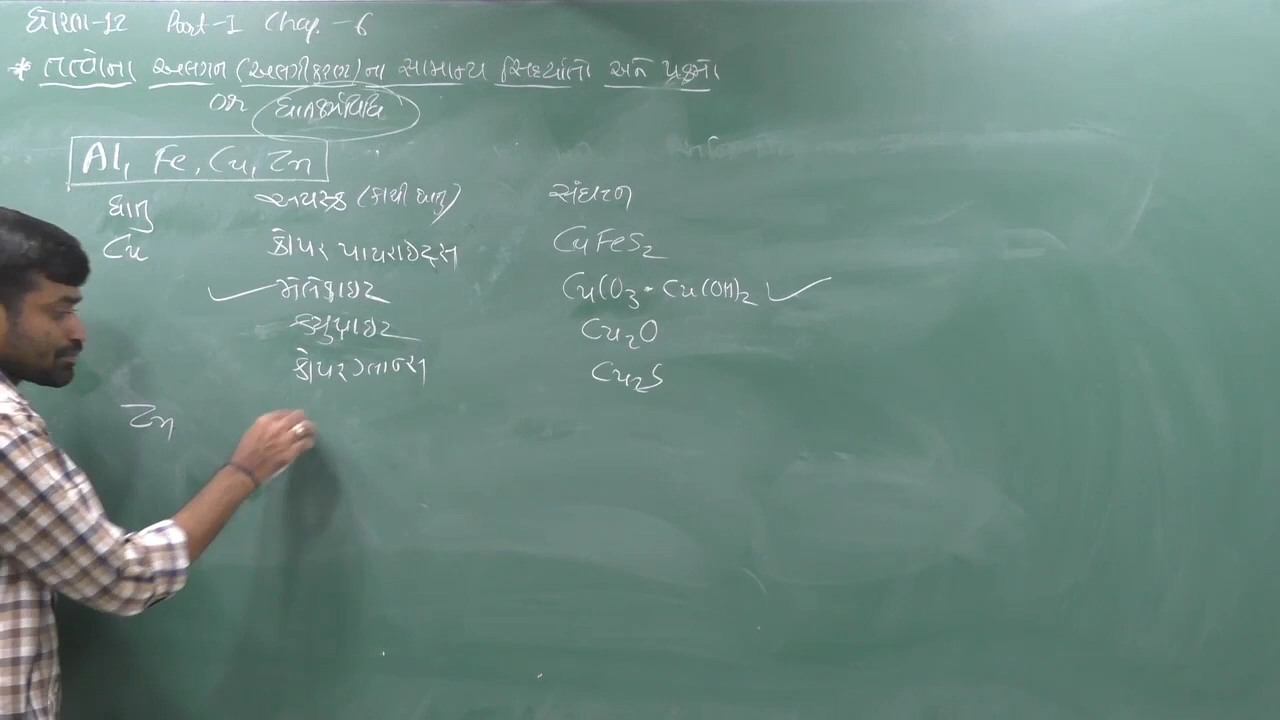 ધોરણ-12 Part-I Chap.-6
* તત્વોના અલગન (અલગીકરણ)ના સામાન્ય સિધ્ધાંતો અને પ્રક્રમો
OR ધાતુકર્મવિધિ
Al, Fe, Cu, Zn
ધાતુ અયસ્ક (કાચી ધાતુ) સંઘટન
Cu કોપર પાયરાઇટ્સ CuFeS2
મેલેકાઇટ CuCO3 · Cu(OH)2
ક્યુપ્રાઇટ Cu2O
કોપર ગ્લાન્સ Cu2S
Zn